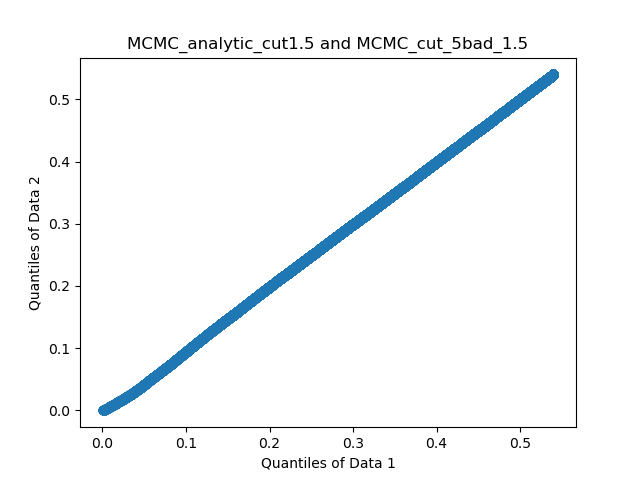 MCMC_analytic_cut1.5 and MCMC_cut_5bad_1.5
0.5
0.4
0.3
0.2
0.1
0.0
Quantiles of Data 2
0.0 0.1 0.2 0.3 0.4 0.5
Quantiles of Data 1